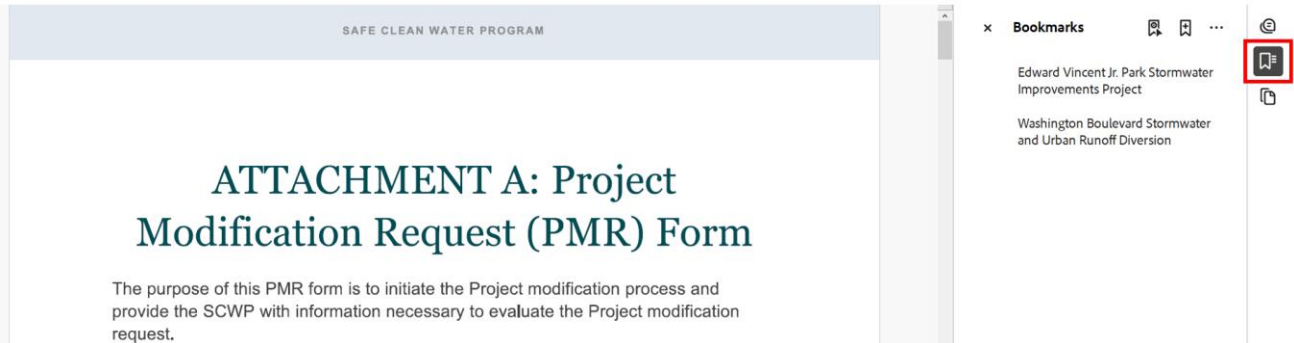 SAFE CLEAN WATER PROGRAM
ATTACHMENT A: Project
Modification Request (PMR) Form
The purpose of this PMR form is to initiate the Project modification process and
provide the SCWP with information necessary to evaluate the Project modification
request.
Bookmarks
Edward Vincent Jr. Park Stormwater
Improvements Project
Washington Boulevard Stormwater
and Urban Runoff Diversion